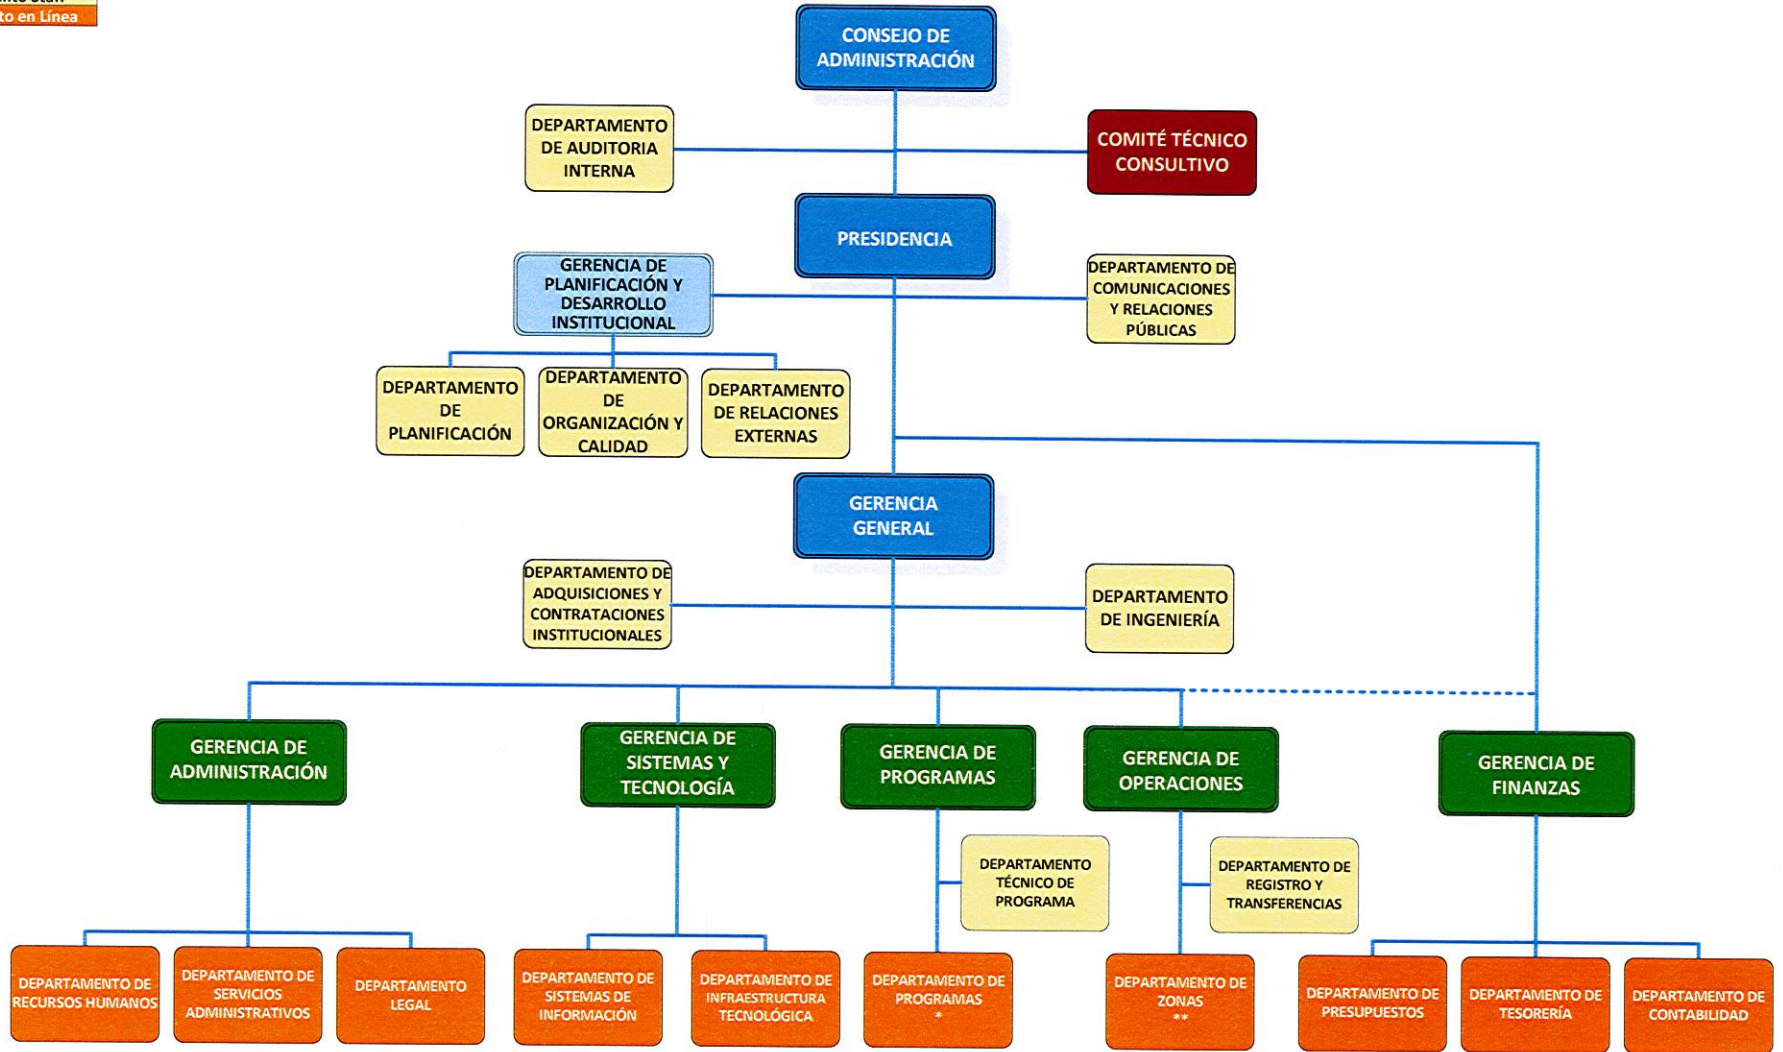 to en Línea
CONSEJO DE
ADMINISTRACIÓN
DEPARTAMENTO
DE AUDITORIA
INTERNA
COMITÉ TÉCNICO
CONSULTIVO
PRESIDENCIA
GERENCIA DE
PLANIFICACIÓN Y
DESARROLLO
INSTITUCIONAL
DEPARTAMENTO DE
COMUNICACIONES
Y RELACIONES
PÚBLICAS
DEPARTAMENTO
DE
PLANIFICACIÓN
DEPARTAMENTO
DE
ORGANIZACIÓN Y
CALIDAD
DEPARTAMENTO
DE RELACIONES
EXTERNAS
GERENCIA
GENERAL
DEPARTAMENTO DE
ADQUISICIONES Y
CONTRATACIONES
INSTITUCIONALES
DEPARTAMENTO
DE INGENIERÍA
GERENCIA DE
ADMINISTRACIÓN
GERENCIA DE
SISTEMAS Y
TECNOLOGÍA
GERENCIA DE
PROGRAMAS
GERENCIA DE
OPERACIONES
GERENCIA DE
FINANZAS
DEPARTAMENTO
TÉCNICO DE
PROGRAMA
DEPARTAMENTO DE
REGISTRO Y
TRANSFERENCIAS
DEPARTAMENTO DE
RECURSOS HUMANOS
DEPARTAMENTO DE
SERVICIOS
ADMINISTRATIVOS
DEPARTAMENTO
LEGAL
DEPARTAMENTO DE
SISTEMAS DE
INFORMACIÓN
DEPARTAMENTO DE
INFRAESTRUCTURA
TECNOLÓGICA
DEPARTAMENTO DE
PROGRAMAS
*
DEPARTAMENTO DE
ZONAS
**
DEPARTAMENTO DE
PRESUPUESTOS
DEPARTAMENTO DE
TESORERÍA
DEPARTAMENTO DE
CONTABILIDAD